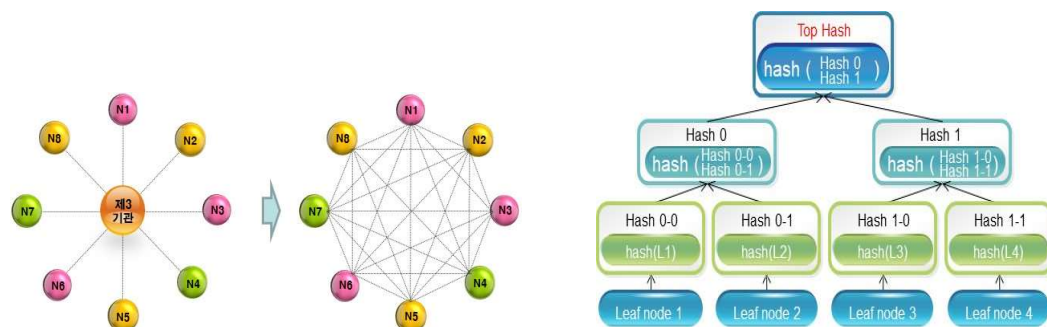 N1
N8
N2
N7
제3
기관
N3
N6
N4
N5
N1
N8
N2
N7
N3
N6
N4
N5
Top Hash
hash ( Hash 0
Hash 1 )
Hash 0
hash ( Hash 0-0
Hash 0-1 )
Hash 1
hash ( Hash 1-0
Hash 1-1 )
Hash 0-0
hash(L1)
Hash 0-1
hash(L2)
Hash 1-0
hash(L3)
Hash 1-1
hash(L4)
Leaf node 1
Leaf node 2
Leaf node 3
Leaf node 4